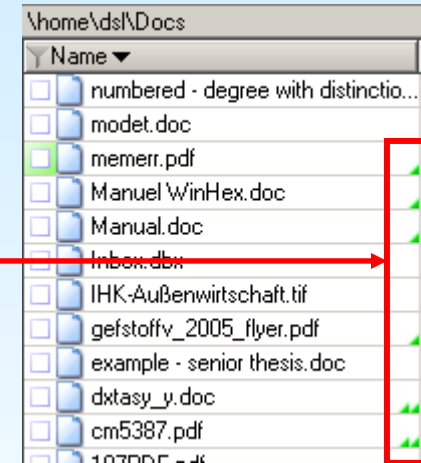 \home\dsl\Docs
Name
numbered - degree with distinctio...
modet.doc
memerr.pdf
Manuel WinHex.doc
Manual.doc
Inbox.dbx
IHK-Außenwirtschaft.tif
gefstoffv_2005_flyer.pdf
example - senior thesis.doc
dxtasy_y.doc
cm5387.pdf